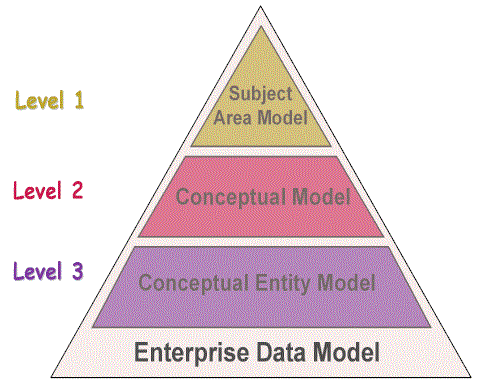 Level 1
Subject
Area Model
Level 2
Conceptual Model
Level 3
Conceptual Entity Model
Enterprise Data Model